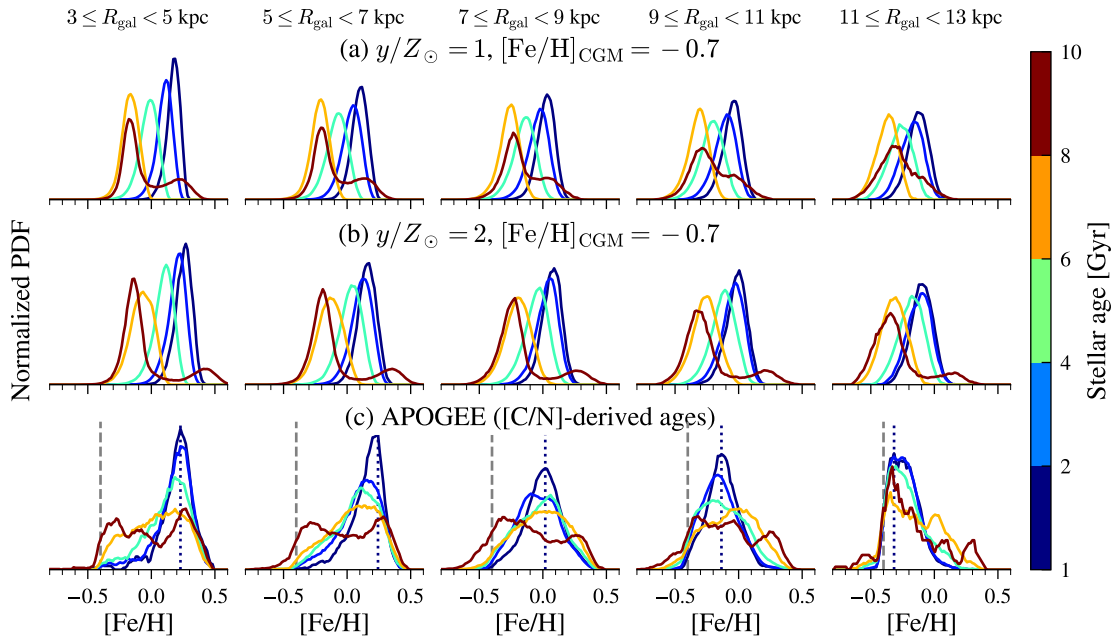 3 ≤ R_gal < 5 kpc
5 ≤ R_gal < 7 kpc
7 ≤ R_gal < 9 kpc
9 ≤ R_gal < 11 kpc
11 ≤ R_gal < 13 kpc
(a) y/Z⊙ = 1, [Fe/H]CGM = −0.7
(b) y/Z⊙ = 2, [Fe/H]CGM = −0.7
(c) APOGEE ([C/N]-derived ages)
Normalized PDF
−0.5 0.0 0.5
−0.5 0.0 0.5
−0.5 0.0 0.5
−0.5 0.0 0.5
−0.5 0.0 0.5
[Fe/H]
[Fe/H]
[Fe/H]
[Fe/H]
[Fe/H]
10
8
6
4
2
1
Stellar age [Gyr]